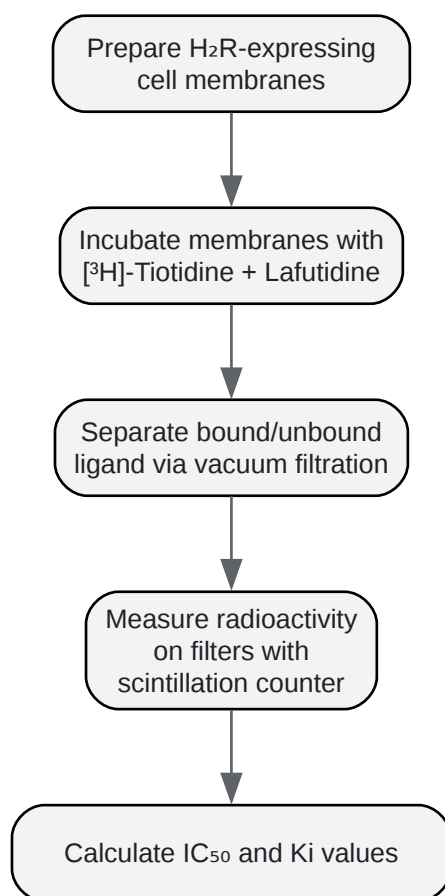 Prepare H₂R-expressing
cell membranes
Incubate membranes with
[³H]-Tiotidine + Lafutidine
Separate bound/unbound
ligand via vacuum filtration
Measure radioactivity
on filters with
scintillation counter
Calculate IC₅₀ and Ki values